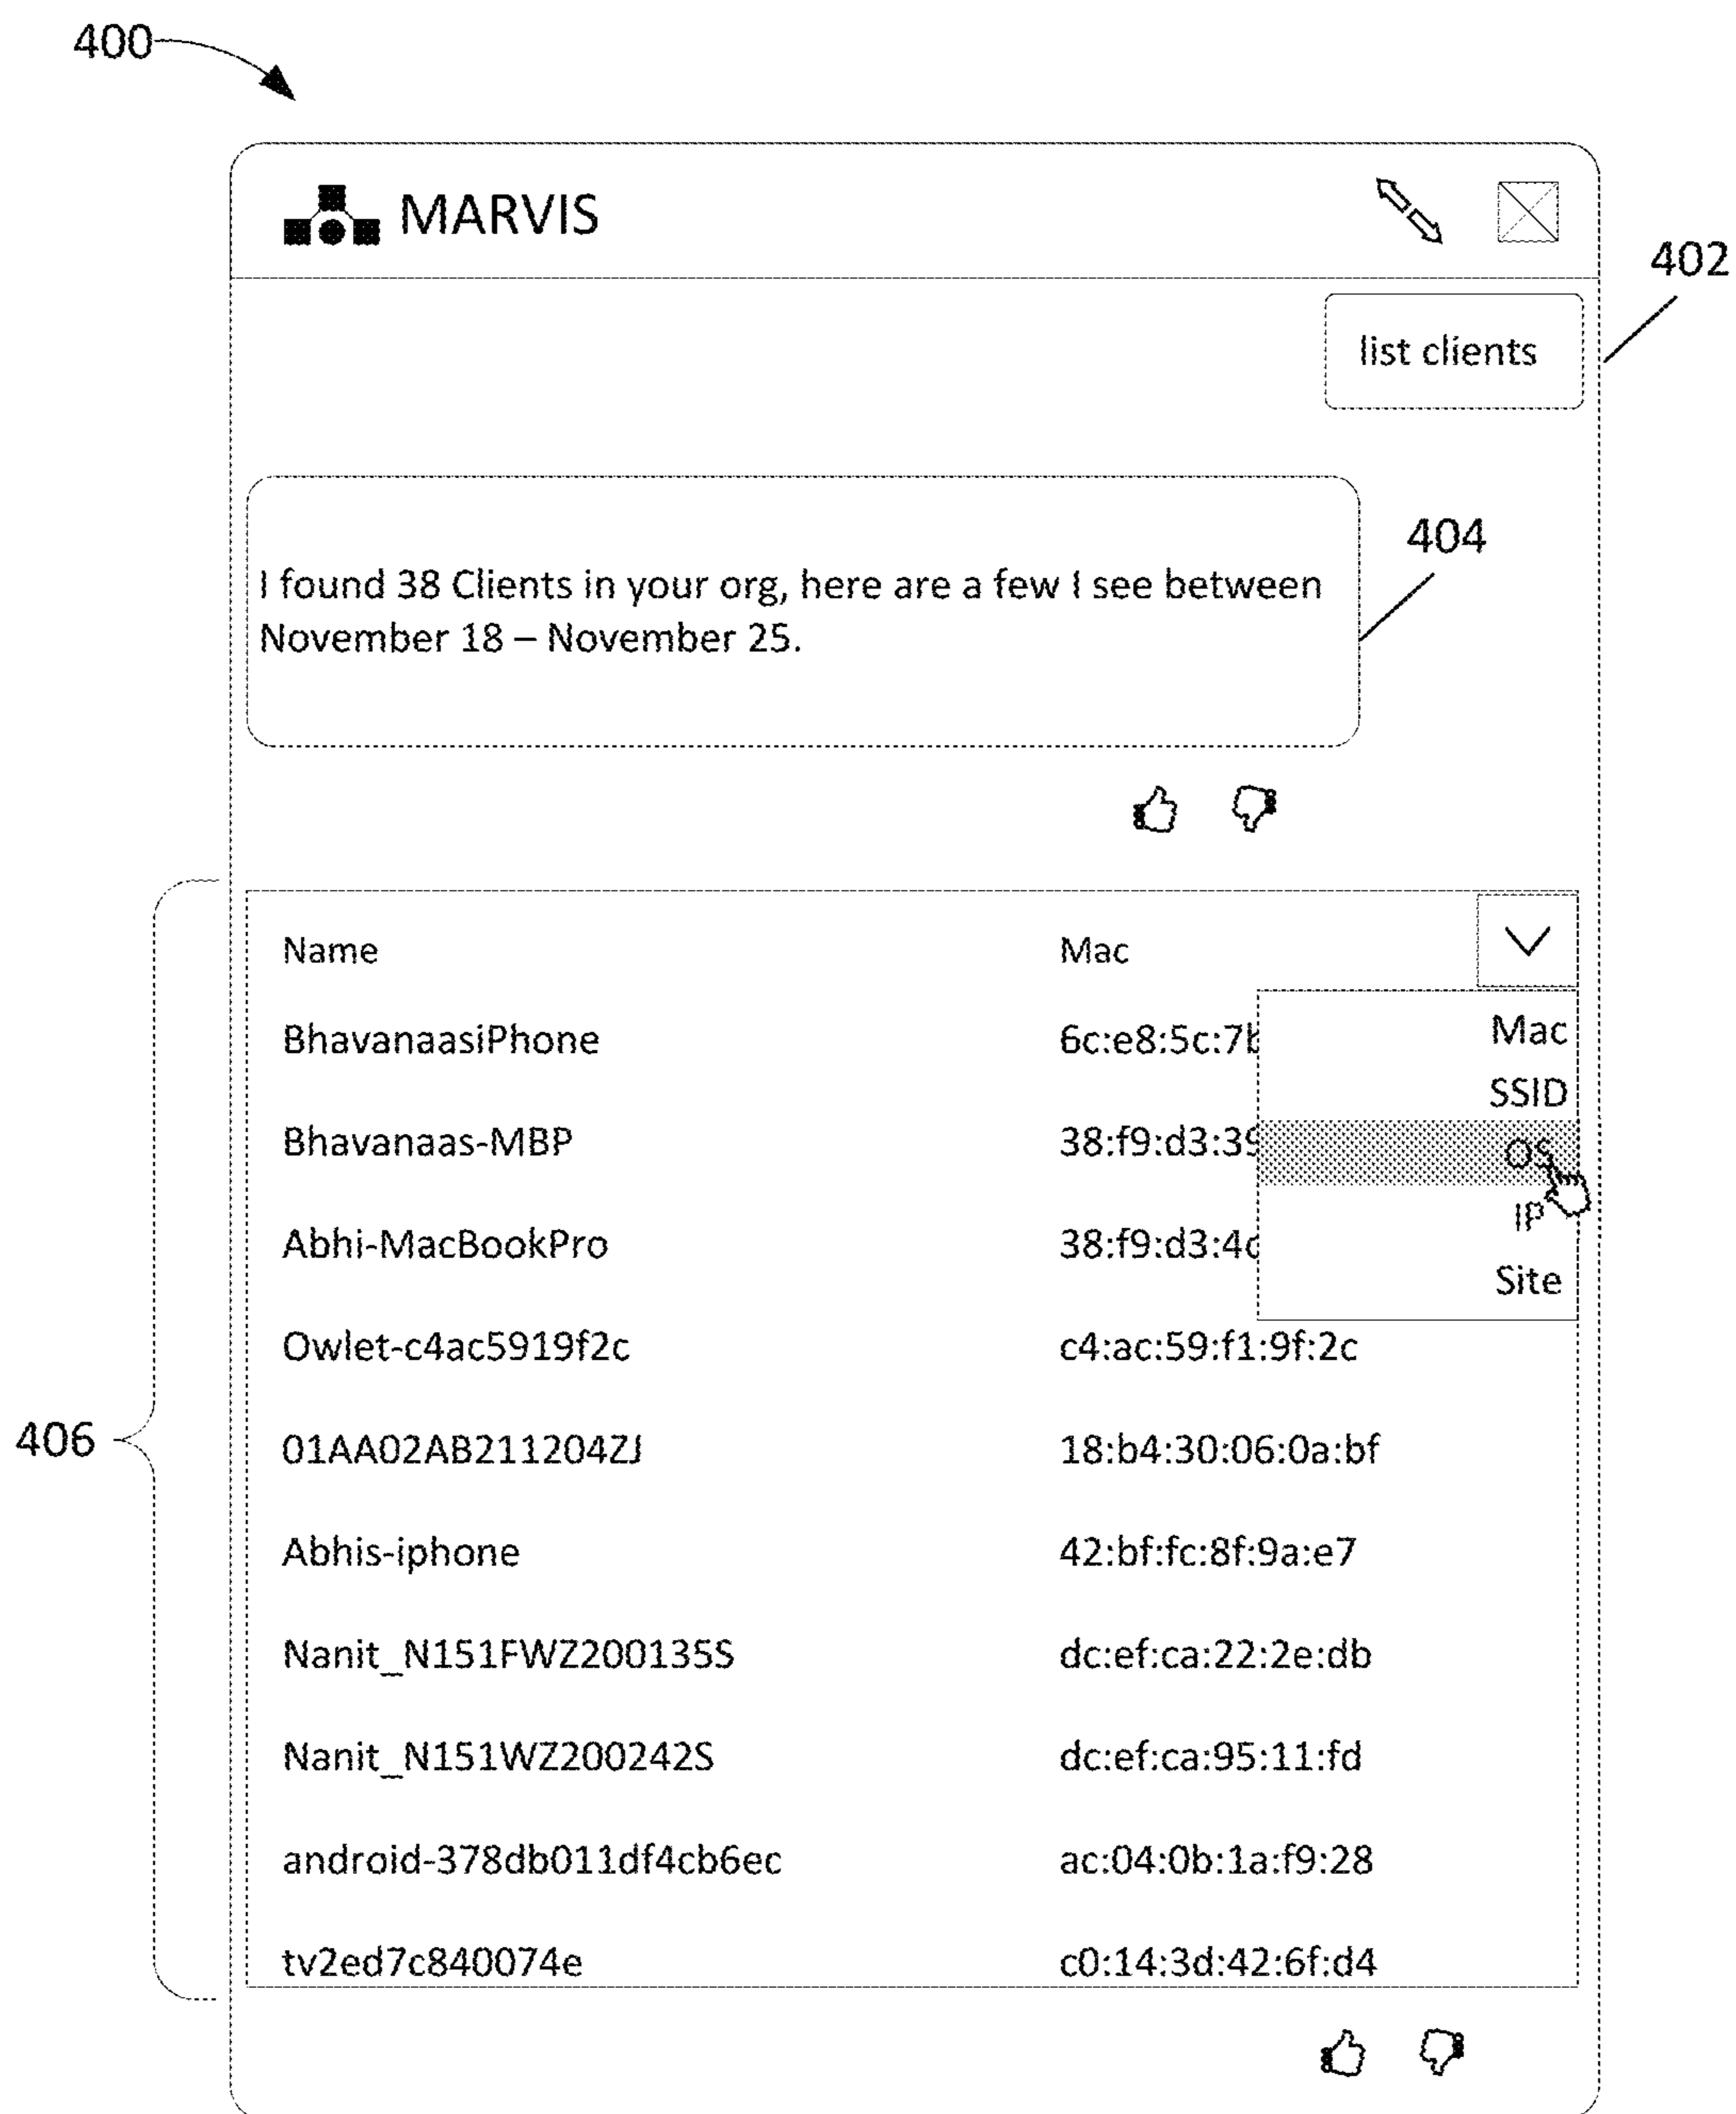 400
MARVIS
402
list clients
404
I found 38 Clients in your org, here are a few I see between
November 18 – November 25.
406
Name Mac
BhavanaasiPhone 6c:e8:5c:7b
Bhavanaas-MBP 38:f9:d3:39
Abhi-MacBookPro 38:f9:d3:4c
Mac
SSID
OS
IP
Site
Owlet-c4ac5919f2c c4:ac:59:f1:9f:2c
01AA02AB211204ZJ 18:b4:30:06:0a:bf
Abhis-iphone 42:bf:fc:8f:9a:e7
Nanit_N151FWZ200135S dc:ef:ca:22:2e:db
Nanit_N151WZ200242S dc:ef:ca:95:11:fd
android-378db011df4cb6ec ac:04:0b:1a:f9:28
tv2ed7c840074e c0:14:3d:42:6f:d4